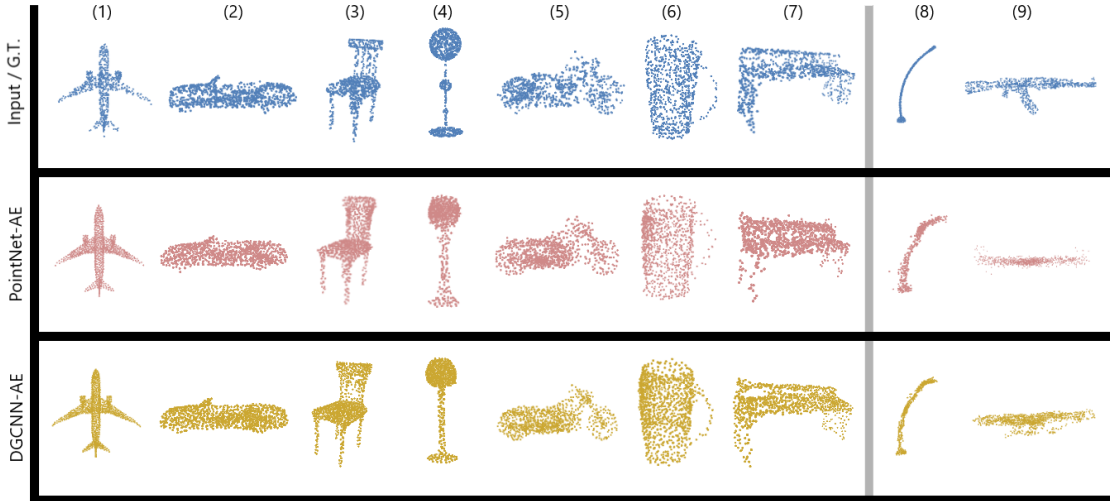 (1) (2) (3) (4) (5) (6) (7) (8) (9)
Input / G.T.
PointNet-AE
DGCNN-AE